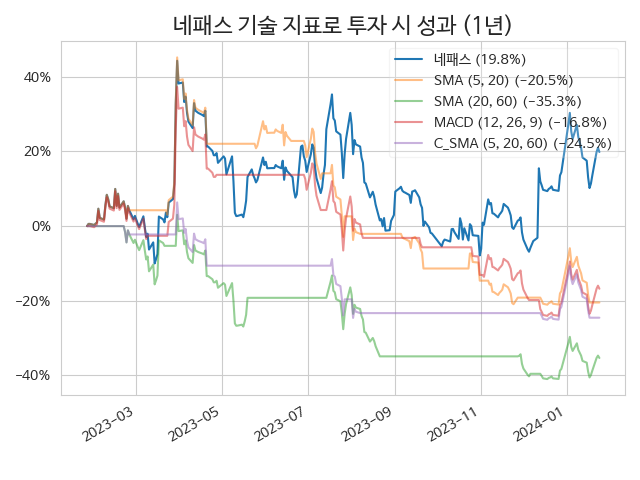 네패스 기술 지표로 투자 시 성과 (1년)
네패스 (19.8%)
SMA (5, 20) (−20.5%)
SMA (20, 60) (−35.3%)
MACD (12, 26, 9) (−16.8%)
C_SMA (5, 20, 60) (−24.5%)
40%
20%
0%
−20%
−40%
2023-03
2023-05
2023-07
2023-09
2023-11
2024-01